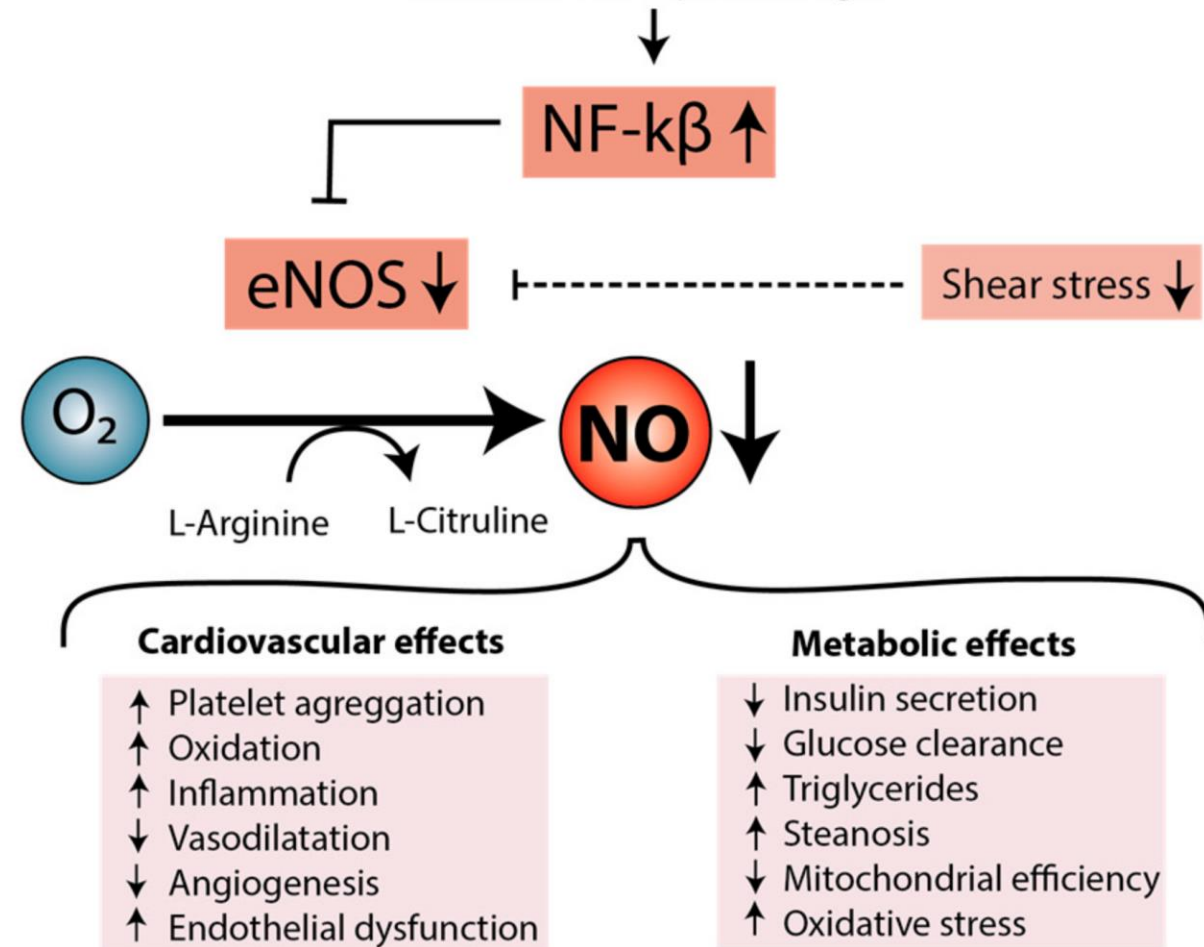 NF-kβ ↑
eNOS ↓
Shear stress ↓
O₂
NO
L-Arginine
L-Citruline
Cardiovascular effects
↑ Platelet agreggation
↑ Oxidation
↑ Inflammation
↓ Vasodilatation
↓ Angiogenesis
↑ Endothelial dysfunction
Metabolic effects
↓ Insulin secretion
↓ Glucose clearance
↑ Triglycerides
↑ Steanosis
↓ Mitochondrial efficiency
↑ Oxidative stress